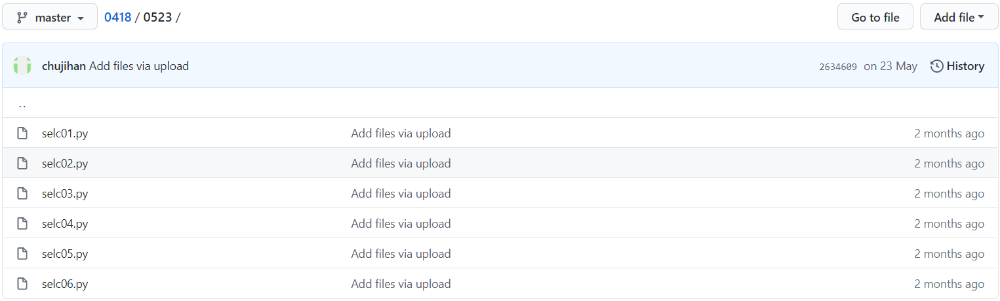 master 0418 / 0523 / Go to file Add file
chujihan Add files via upload 2634609 on 23 May History
..
selc01.py Add files via upload 2 months ago
selc02.py Add files via upload 2 months ago
selc03.py Add files via upload 2 months ago
selc04.py Add files via upload 2 months ago
selc05.py Add files via upload 2 months ago
selc06.py Add files via upload 2 months ago